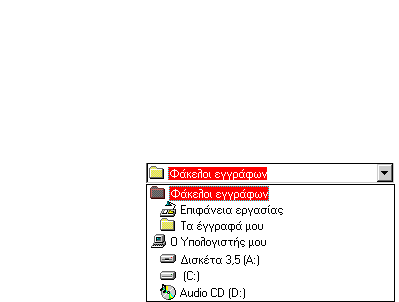 Φάκελοι εγγράφων
Φάκελοι εγγράφων
Επιφάνεια εργασίας
Τα έγγραφά μου
Ο Υπολογιστής μου
Δισκέτα 3,5 (A:)
(C:)
Audio CD (D:)